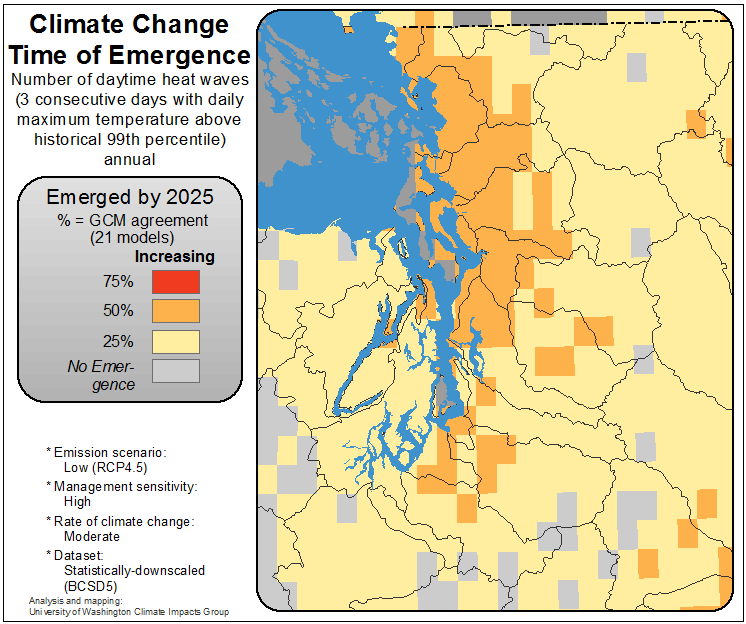 Climate Change
Time of Emergence
Number of daytime heat waves
(3 consecutive days with daily
maximum temperature above
historical 99th percentile)
annual
Emerged by 2025
% = GCM agreement
(21 models)
Increasing
75%
50%
25%
No Emer-
gence
* Emission scenario:
Low (RCP4.5)
* Management sensitivity:
High
* Rate of climate change:
Moderate
* Dataset:
Statistically-downscaled
(BCSD5)
Analysis and mapping:
University of Washington Climate Impacts Group